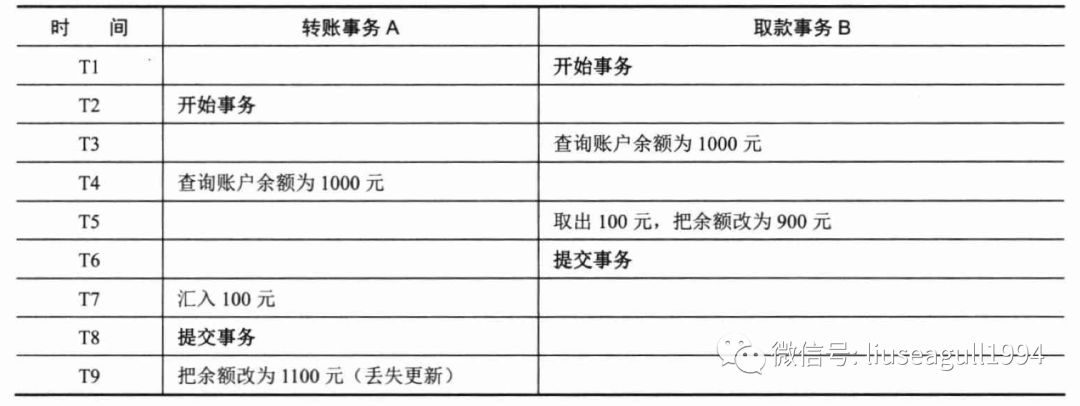 时 间 转账事务 A 取款事务 B
T1 开始事务
T2 开始事务
T3 查询账户余额为 1000 元
T4 查询账户余额为 1000 元
T5 取出 100 元，把余额改为 900 元
T6 提交事务
T7 汇入 100 元
T8 提交事务
T9 把余额改为 1100 元（丢失更新）
微信号: liuseagull1994